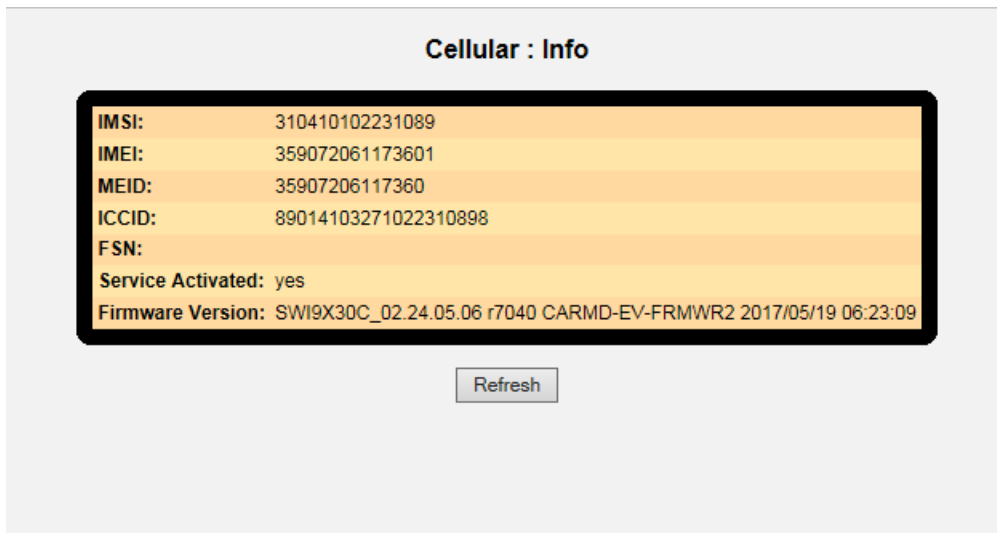 Cellular : Info
IMSI: 310410102231089
IMEI: 359072061173601
MEID: 35907206117360
ICCID: 89014103271022310898
FSN:
Service Activated: yes
Firmware Version: SWI9X30C_02.24.05.06 r7040 CARMD-EV-FRMWR2 2017/05/19 06:23:09
Refresh